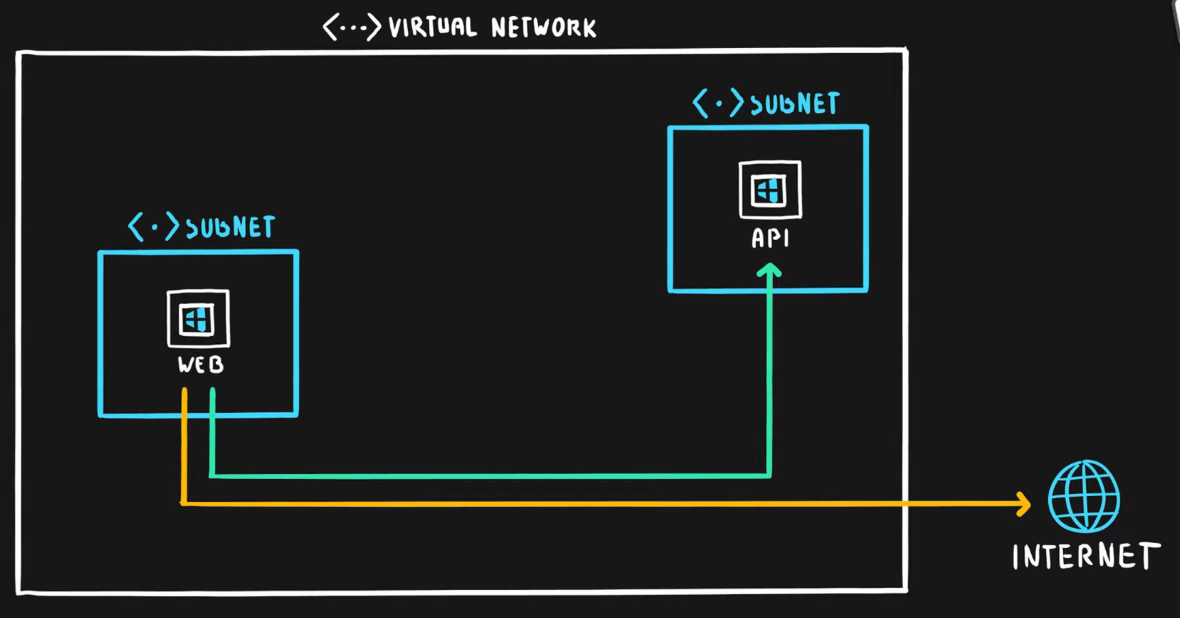 <···> VIRTUAL NETWORK
<·> SUBNET
API
<·> SUBNET
WEB
INTERNET